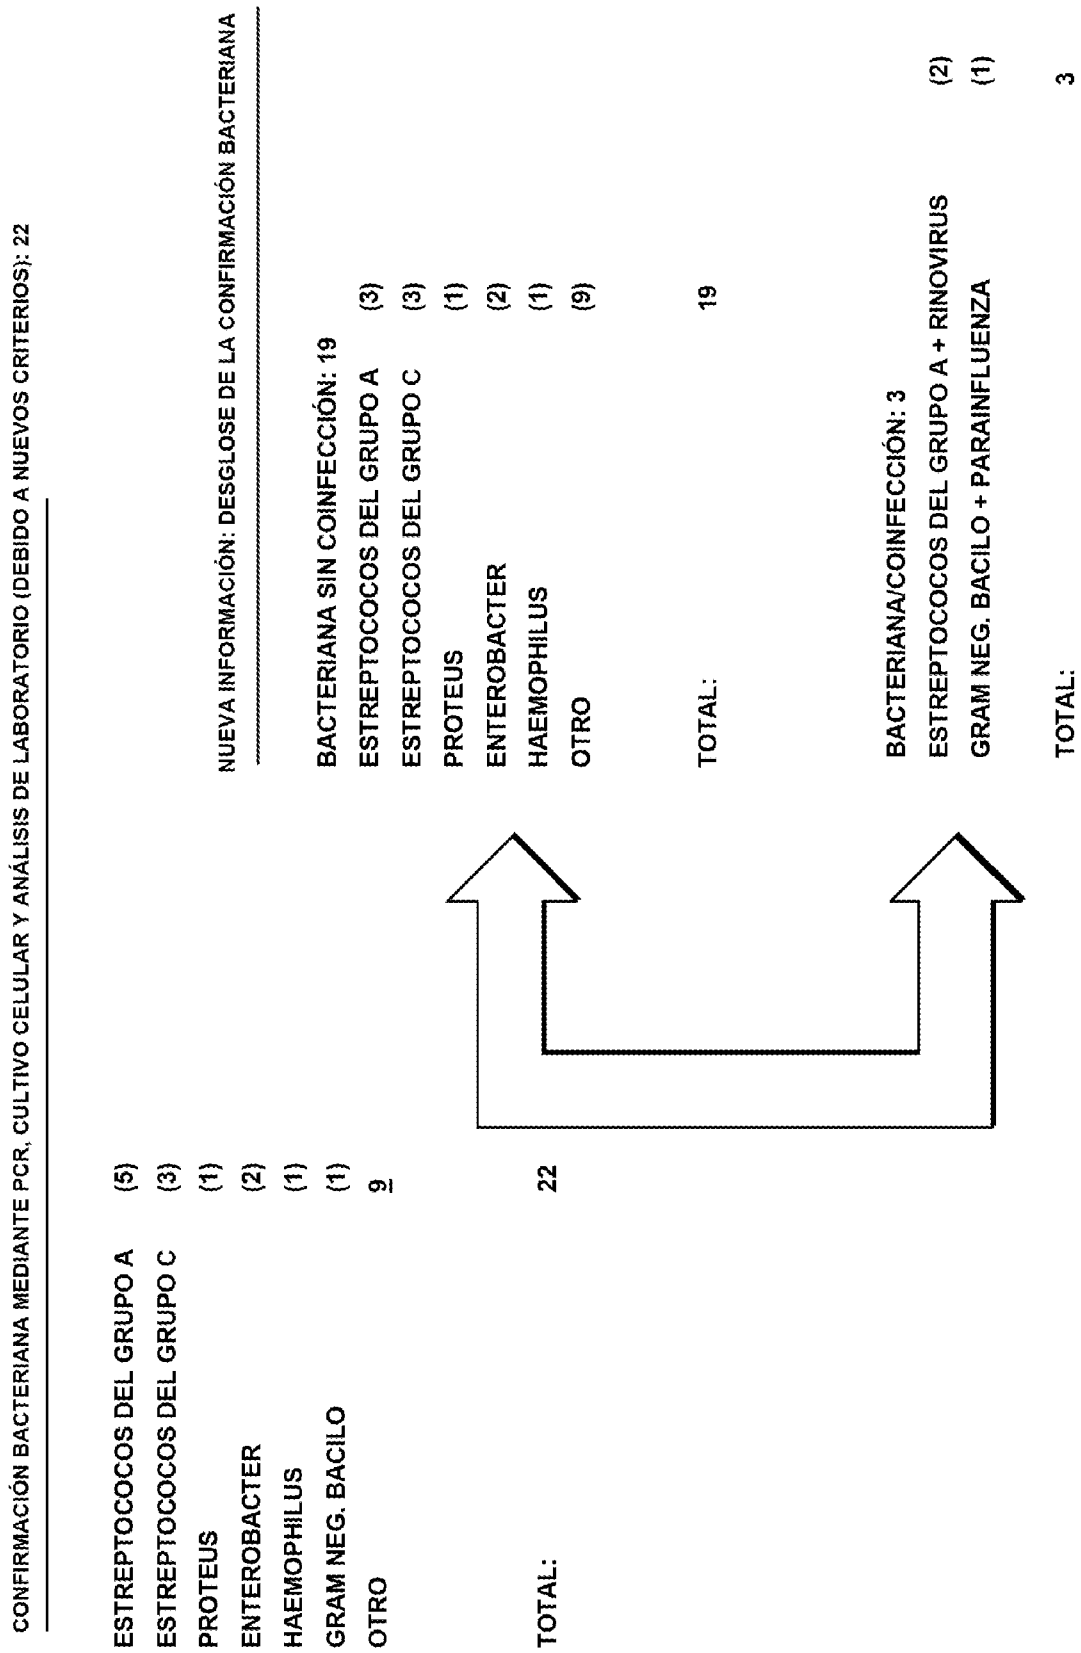 CONFIRMACIÓN BACTERIANA MEDIANTE PCR, CULTIVO CELULAR Y ANÁLISIS DE LABORATORIO (DEBIDO A NUEVOS CRITERIOS): 22
ESTREPTOCOCOS DEL GRUPO A (5)
ESTREPTOCOCOS DEL GRUPO C (3)
PROTEUS (1)
ENTEROBACTER (2)
HAEMOPHILUS (1)
GRAM NEG. BACILO (1)
OTRO 9
TOTAL: 22
NUEVA INFORMACIÓN: DESGLOSE DE LA CONFIRMACIÓN BACTERIANA
BACTERIANA SIN COINFECCIÓN: 19
ESTREPTOCOCOS DEL GRUPO A (3)
ESTREPTOCOCOS DEL GRUPO C (3)
PROTEUS (1)
ENTEROBACTER (2)
HAEMOPHILUS (1)
OTRO (9)
TOTAL: 19
BACTERIANA/COINFECCIÓN: 3
ESTREPTOCOCOS DEL GRUPO A + RINOVIRUS (2)
GRAM NEG. BACILO + PARAINFLUENZA (1)
TOTAL: 3